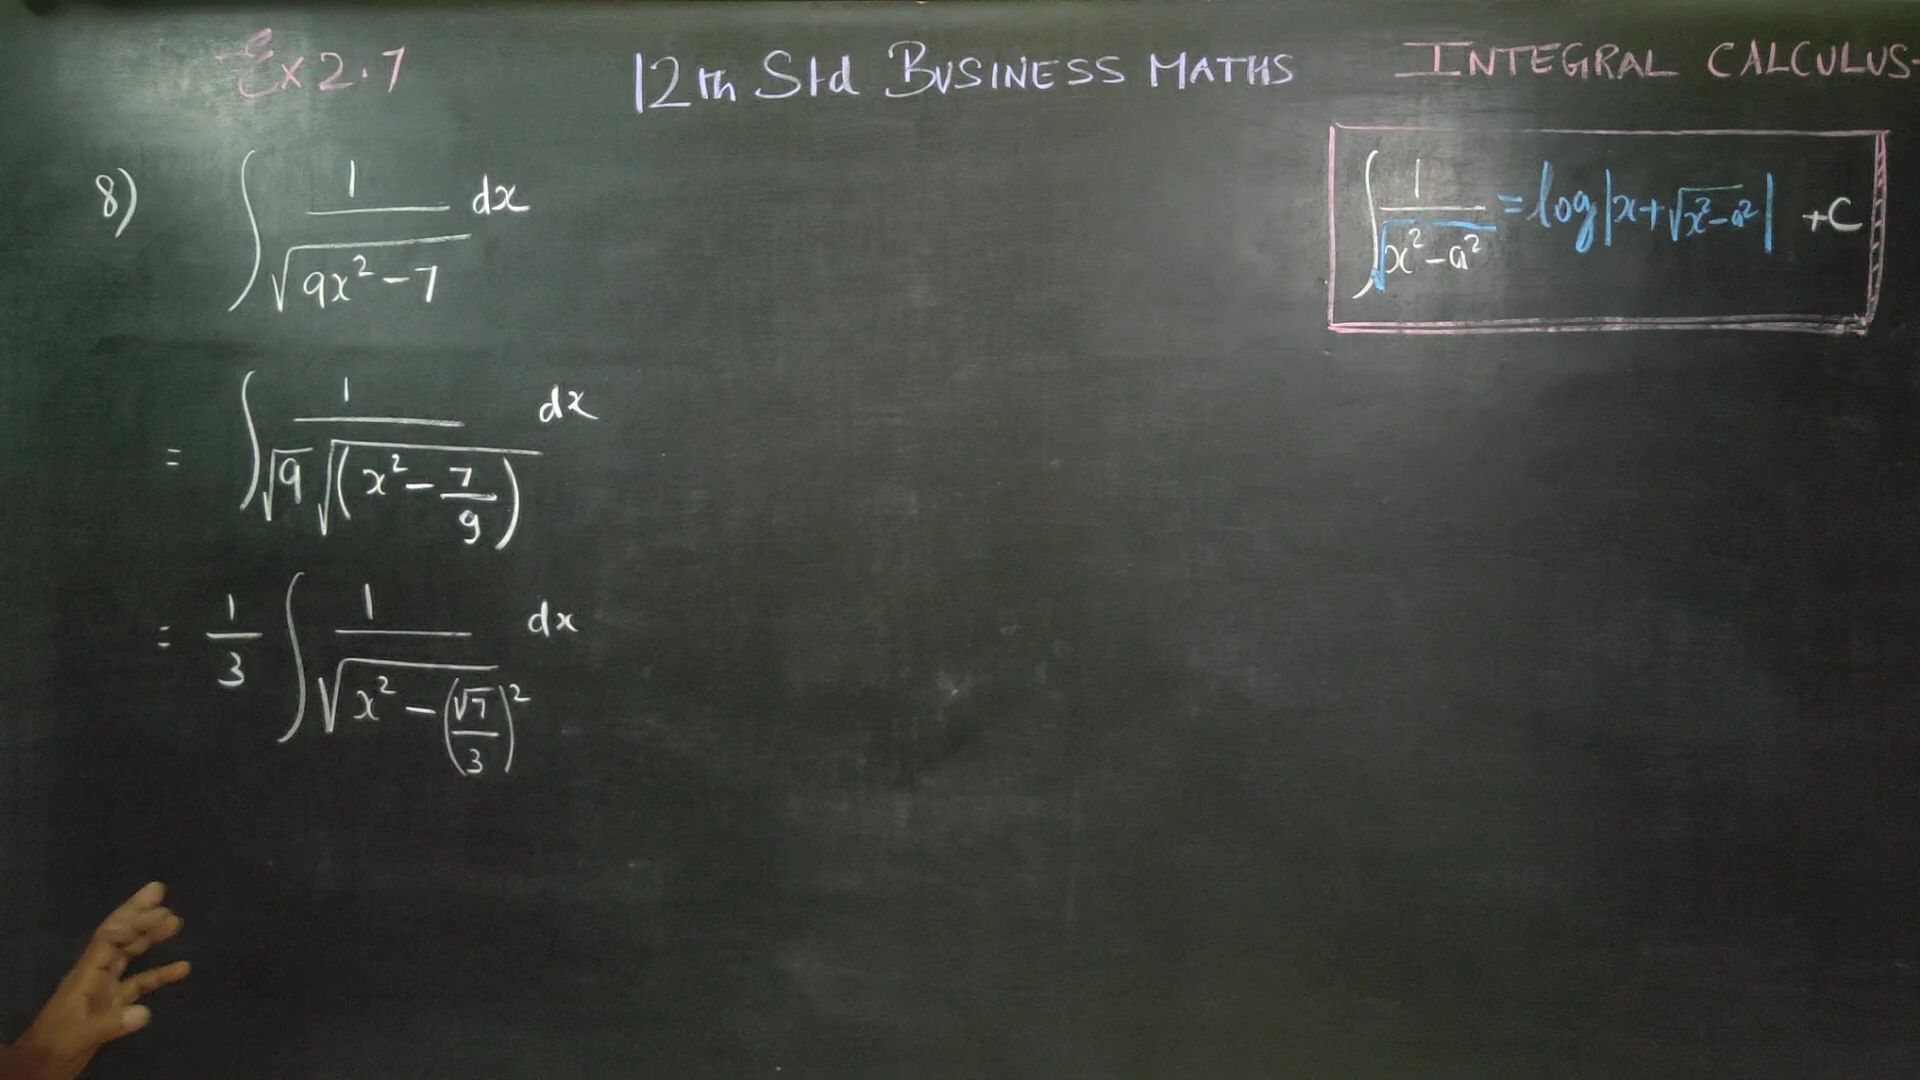 Ex 2.7
12th Std BUSINESS MATHS
INTEGRAL CALCULUS-
∫ 1/√(x² - a²) = log|x + √(x² - a²)| + C
8) ∫ 1/√(9x² - 7) dx
= ∫ 1/(√9 √(x² - 7/9)) dx
= 1/3 ∫ 1/√(x² - (√7/3)²) dx